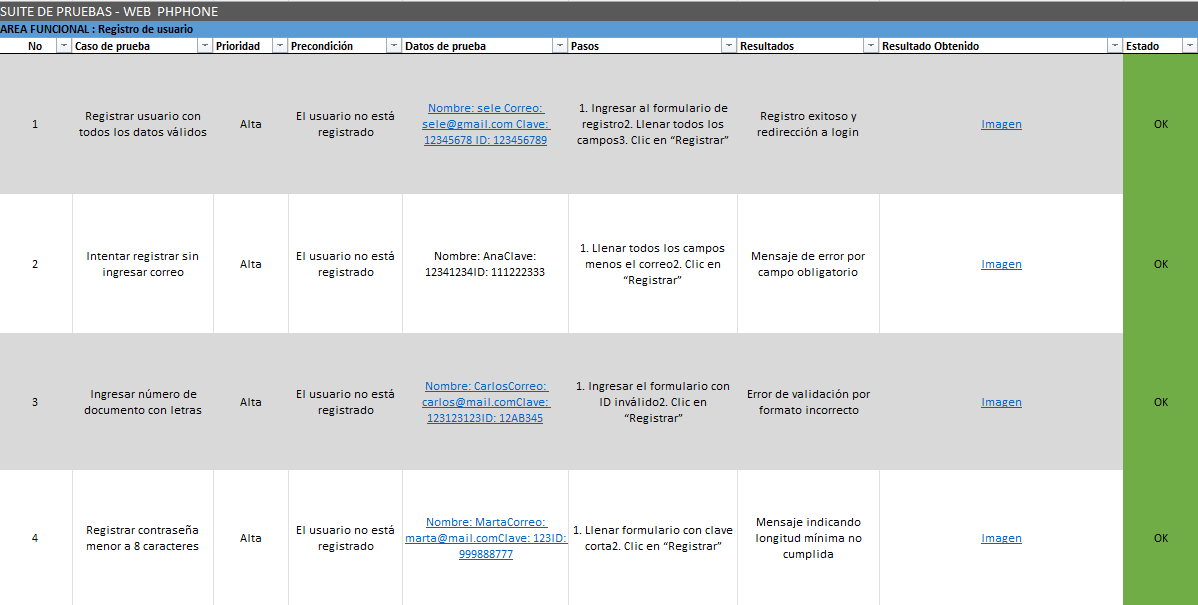 SUITE DE PRUEBAS - WEB PHPHONE
AREA FUNCIONAL : Registro de usuario
No Caso de prueba Prioridad Precondición Datos de prueba Pasos Resultados Resultado Obtenido Estado
1
Registrar usuario con
todos los datos válidos
Alta
El usuario no está
registrado
Nombre: sele Correo:
sele@gmail.com Clave:
12345678 ID: 123456789
1. Ingresar al formulario de
registro2. Llenar todos los
campos3. Clic en “Registrar”
Registro exitoso y
redirección a login
Imagen
OK
2
Intentar registrar sin
ingresar correo
Alta
El usuario no está
registrado
Nombre: AnaClave:
12341234ID: 111222333
1. Llenar todos los campos
menos el correo2. Clic en
“Registrar”
Mensaje de error por
campo obligatorio
Imagen
OK
3
Ingresar número de
documento con letras
Alta
El usuario no está
registrado
Nombre: CarlosCorreo:
carlos@mail.comClave:
123123123ID: 12AB345
1. Ingresar el formulario con
ID inválido2. Clic en
“Registrar”
Error de validación por
formato incorrecto
Imagen
OK
4
Registrar contraseña
menor a 8 caracteres
Alta
El usuario no está
registrado
Nombre: MartaCorreo:
marta@mail.comClave: 123ID:
999888777
1. Llenar formulario con clave
corta2. Clic en “Registrar”
Mensaje indicando
longitud mínima no
cumplida
Imagen
OK